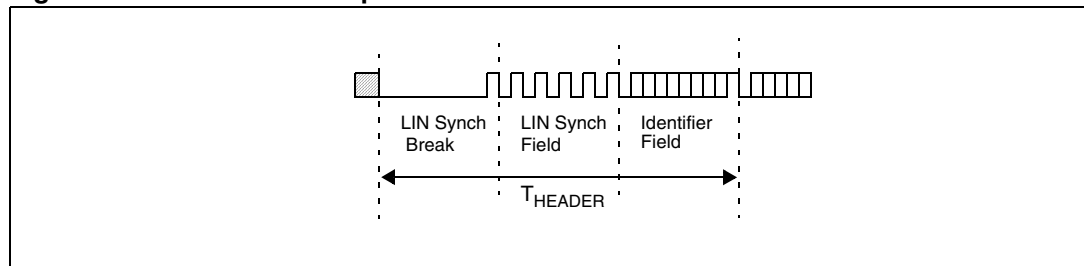 LIN Synch
Break
LIN Synch
Field
Identifier
Field
THEADER